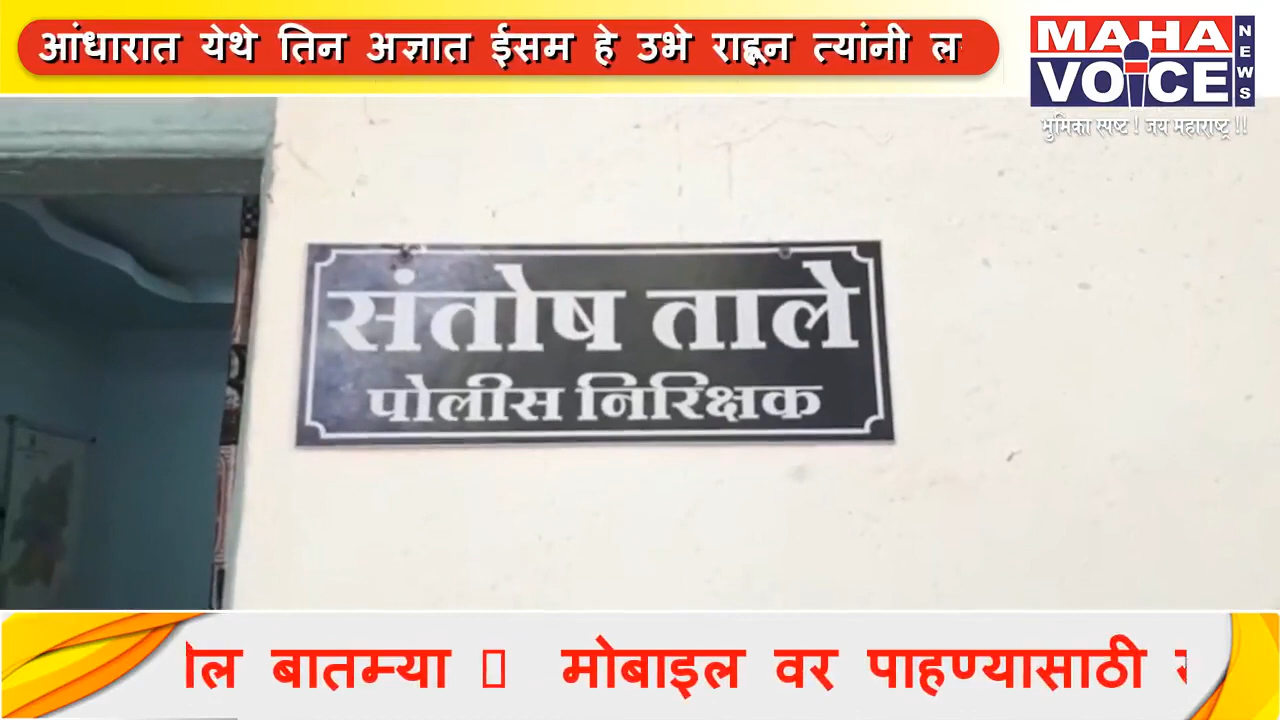 आंधारात येथे तिन अज्ञात ईसम हे उभे राहून त्यांनी
MAHA
VOICE
NEWS
भुमिका स्पष्ट ! जय महाराष्ट्र !!
संतोष ताले
पोलीस निरिक्षक
बातम्या मोबाइल वर पाहण्यासाठी